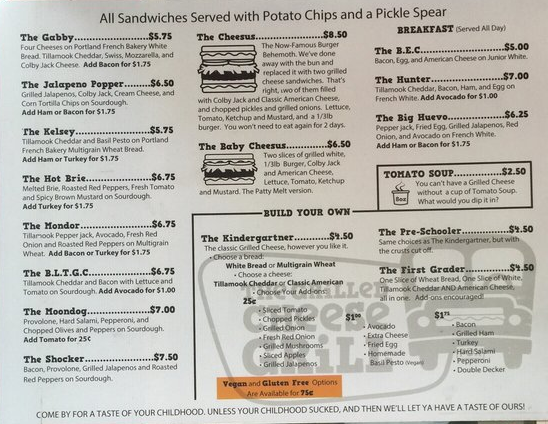 All Sandwiches Served with Potato Chips and a Pickle Spear
The Gabby $5.75
Four Cheeses on Portland French Bakery White
Bread. Tillamook Cheddar, Swiss, Mozzarella, and
Colby Jack Cheese. Add Bacon for $1.75
The Jalapeno Popper $6.50
Grilled Jalapenos, Colby Jack, Cream Cheese, and
Corn Tortilla Chips on Sourdough.
Add Ham or Bacon for $1.75
The Kelsey $5.75
Tillamook Cheddar and Basil Pesto on Portland
French Bakery Multigrain Wheat Bread.
Add Ham or Turkey for $1.75
The Hot Brie $6.75
Melted Brie, Roasted Red Peppers, Fresh Tomato
and Spicy Brown Mustard on Sourdough.
Add Turkey for $1.75
The Mondor $6.75
Tillamook Pepper Jack, Avocado, Fresh Red
Onion and Roasted Red Peppers on Multigrain
Wheat. Add Bacon or Turkey for $1.75
The B.L.T.G.C $6.75
Tillamook Cheddar and Bacon with Lettuce and
Tomato on Sourdough. Add Avocado for $1.00
The Moondog $7.00
Provolone, Hard Salami, Pepperoni, and
Chopped Olives and Peppers on Sourdough.
Add Tomato for 25¢
The Shocker $7.50
Bacon, Provolone, Grilled Jalapenos and Roasted
Red Peppers on Sourdough.
The Cheesus $8.50
The Now-Famous Burger
Behemoth. We've done
away with the bun and
replaced it with two grilled
cheese sandwiches. That's
right, two of them filled
with Colby Jack and Classic American Cheese,
and chopped pickles and grilled onions. Lettuce,
Tomato, Ketchup and Mustard, and a 1/3lb
burger. You won't need to eat again for 2 days.
The Baby Cheesus $6.50
Two slices of grilled white,
1/3lb Burger, Colby Jack
and American Cheese,
Lettuce, Tomato, Ketchup
and Mustard. The Patty Melt version.
BREAKFAST (Served All Day)
The B.E.C. $5.00
Bacon, Egg, and American Cheese on Junior White.
The Hunter $7.00
Tillamook Cheddar, Bacon, Ham, and Egg on
French White. Add Avocado for $1.00
The Big Huevo $6.25
Pepper jack, Fried Egg, Grilled Jalapenos, Red
Onion, and Avocado on French White.
Add Ham or Bacon for $1.75
TOMATO SOUP $2.50
You can't have a Grilled Cheese
without a cup of Tomato Soup.
What would you dip it in?
8oz
BUILD YOUR OWN
The Kindergartner $4.50
The classic Grilled Cheese, however you like it.
• Choose a bread:
White Bread or Multigrain Wheat
• Choose a cheese:
Tillamook Cheddar or Classic American
• Choose Your Add-ons!
25¢
• Sliced Tomato
• Chopped Pickles
• Grilled Onion
• Fresh Red Onion
• Grilled Mushrooms
• Sliced Apples
• Grilled Jalapenos
$1.00
• Avocado
• Extra Cheese
• Fried Egg
• Homemade
Basil Pesto (Vegan)
The Pre-Schooler $4.50
Same choices as The Kindergartner, but with
the crusts cut off.
The First Grader $4.50
One Slice of Wheat Bread, One Slice of White.
Tillamook Cheddar AND American Cheese,
all in one. Add ons encouraged!
$1.75
• Bacon
• Grilled Ham
• Turkey
• Hard Salami
• Pepperoni
• Double Decker
Vegan and Gluten Free Options
Are Available for 75¢
Cheese
Grill
COME BY FOR A TASTE OF YOUR CHILDHOOD. UNLESS YOUR CHILDHOOD SUCKED, AND THEN WE'LL LET YA HAVE A TASTE OF OURS!